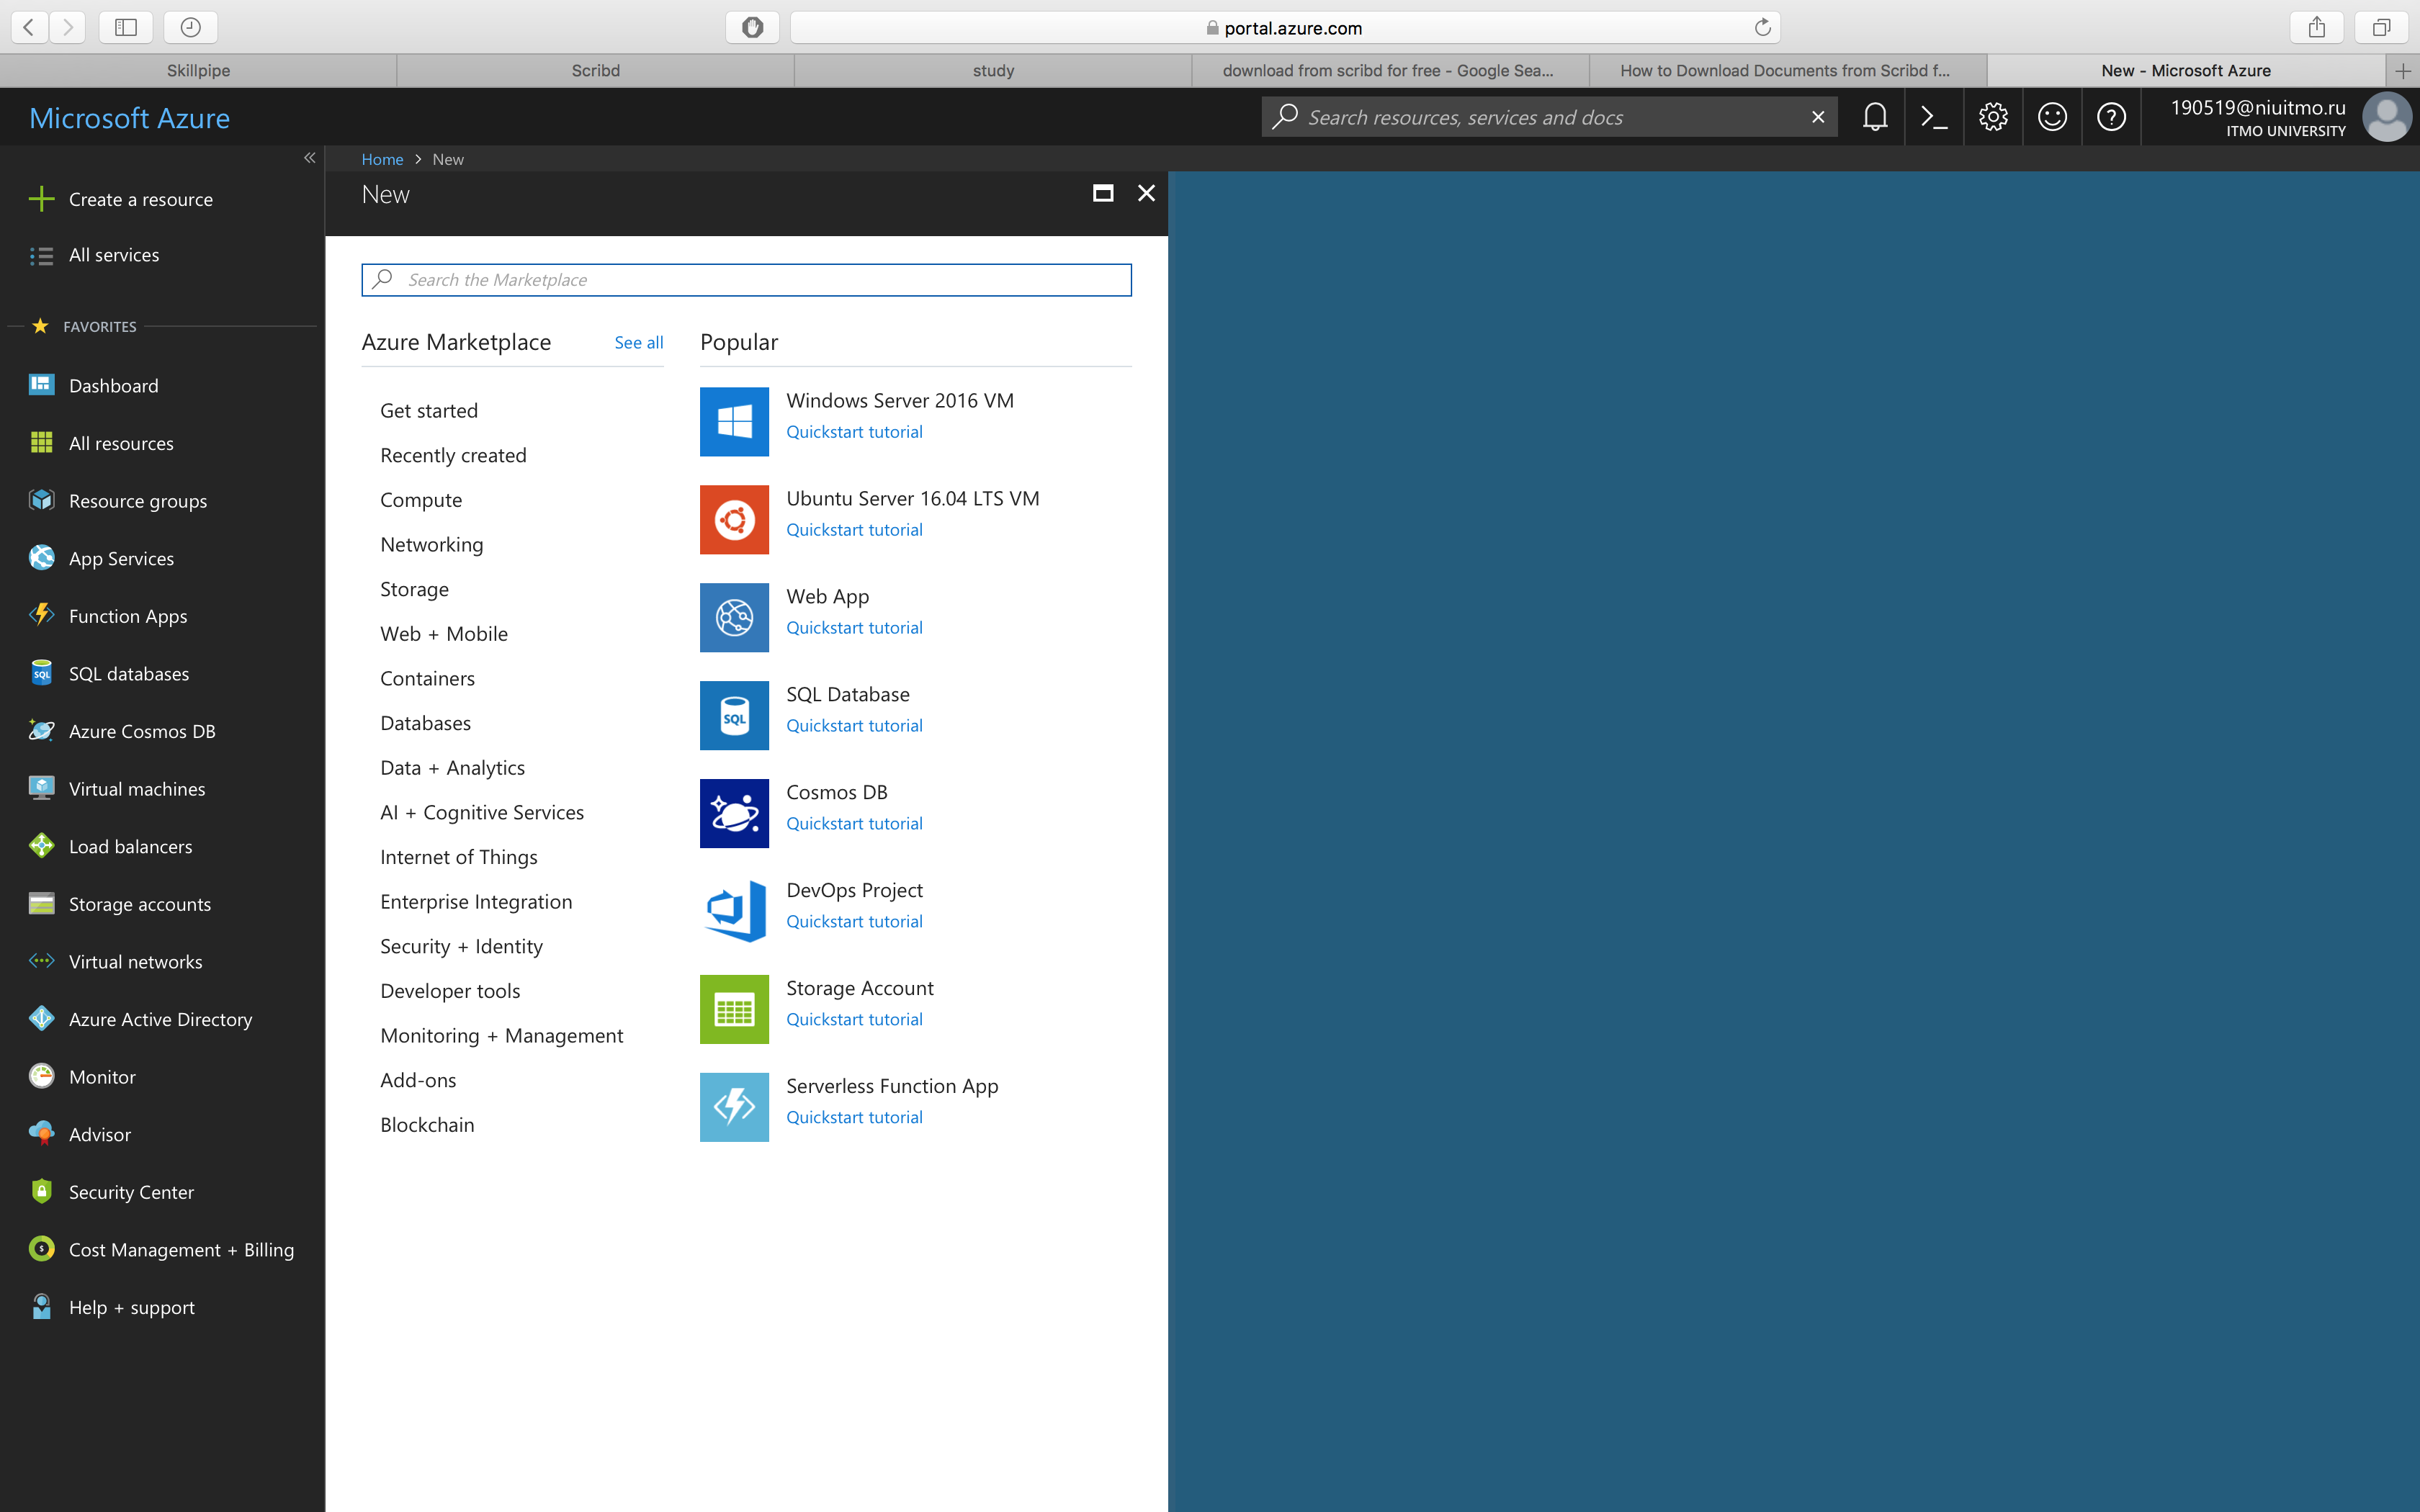 portal.azure.com
Skillpipe
Scribd
study
download from scribd for free - Google Sea...
How to Download Documents from Scribd f...
New - Microsoft Azure
Microsoft Azure
Search resources, services and docs
190519@niuitmo.ru
ITMO UNIVERSITY
Home > New
New
Create a resource
All services
FAVORITES
Dashboard
All resources
Resource groups
App Services
Function Apps
SQL
SQL databases
Azure Cosmos DB
Virtual machines
Load balancers
Storage accounts
Virtual networks
Azure Active Directory
Monitor
Advisor
Security Center
Cost Management + Billing
Help + support
Search the Marketplace
Azure Marketplace
See all
Get started
Recently created
Compute
Networking
Storage
Web + Mobile
Containers
Databases
Data + Analytics
AI + Cognitive Services
Internet of Things
Enterprise Integration
Security + Identity
Developer tools
Monitoring + Management
Add-ons
Blockchain
Popular
Windows Server 2016 VM
Quickstart tutorial
Ubuntu Server 16.04 LTS VM
Quickstart tutorial
Web App
Quickstart tutorial
SQL
SQL Database
Quickstart tutorial
Cosmos DB
Quickstart tutorial
DevOps Project
Quickstart tutorial
Storage Account
Quickstart tutorial
Serverless Function App
Quickstart tutorial